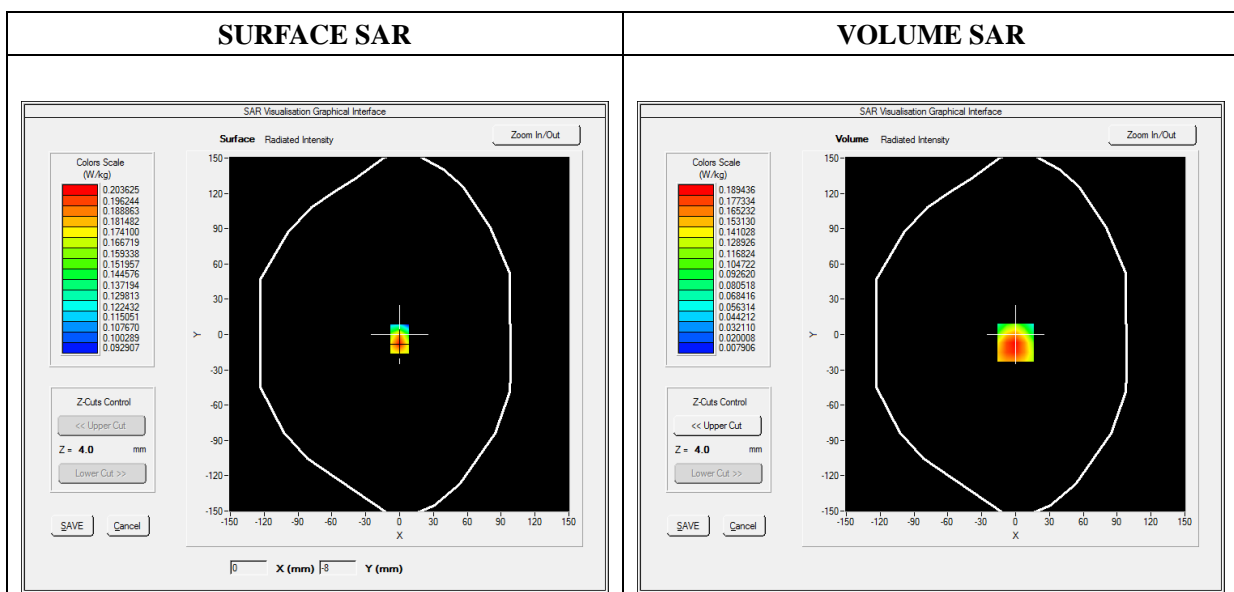 SURFACE SAR
VOLUME SAR
SAR Visualisation Graphical Interface
Surface Radiated Intensity
Zoom In/Out
Colors Scale
(W/kg)
0.203625
0.196244
0.188863
0.181482
0.174100
0.166719
0.159338
0.151957
0.144576
0.137194
0.129813
0.122432
0.115051
0.107670
0.100289
0.092907
150
120
90
60
30
0
-30
-60
-90
-120
-150
Y
-150 -120 -90 -60 -30 0 30 60 90 120 150
X
Z-Cuts Control
<< Upper Cut
Z = 4.0 mm
Lower Cut >>
SAVE Cancel
0 X (mm) -8 Y (mm)
SAR Visualisation Graphical Interface
Volume Radiated Intensity
Zoom In/Out
Colors Scale
(W/kg)
0.189436
0.177334
0.165232
0.153130
0.141028
0.128926
0.116824
0.104722
0.092620
0.080518
0.068416
0.056314
0.044212
0.032110
0.020008
0.007906
150
120
90
60
30
0
-30
-60
-90
-120
-150
Y
-150 -120 -90 -60 -30 0 30 60 90 120 150
X
Z-Cuts Control
<< Upper Cut
Z = 4.0 mm
Lower Cut >>
SAVE Cancel